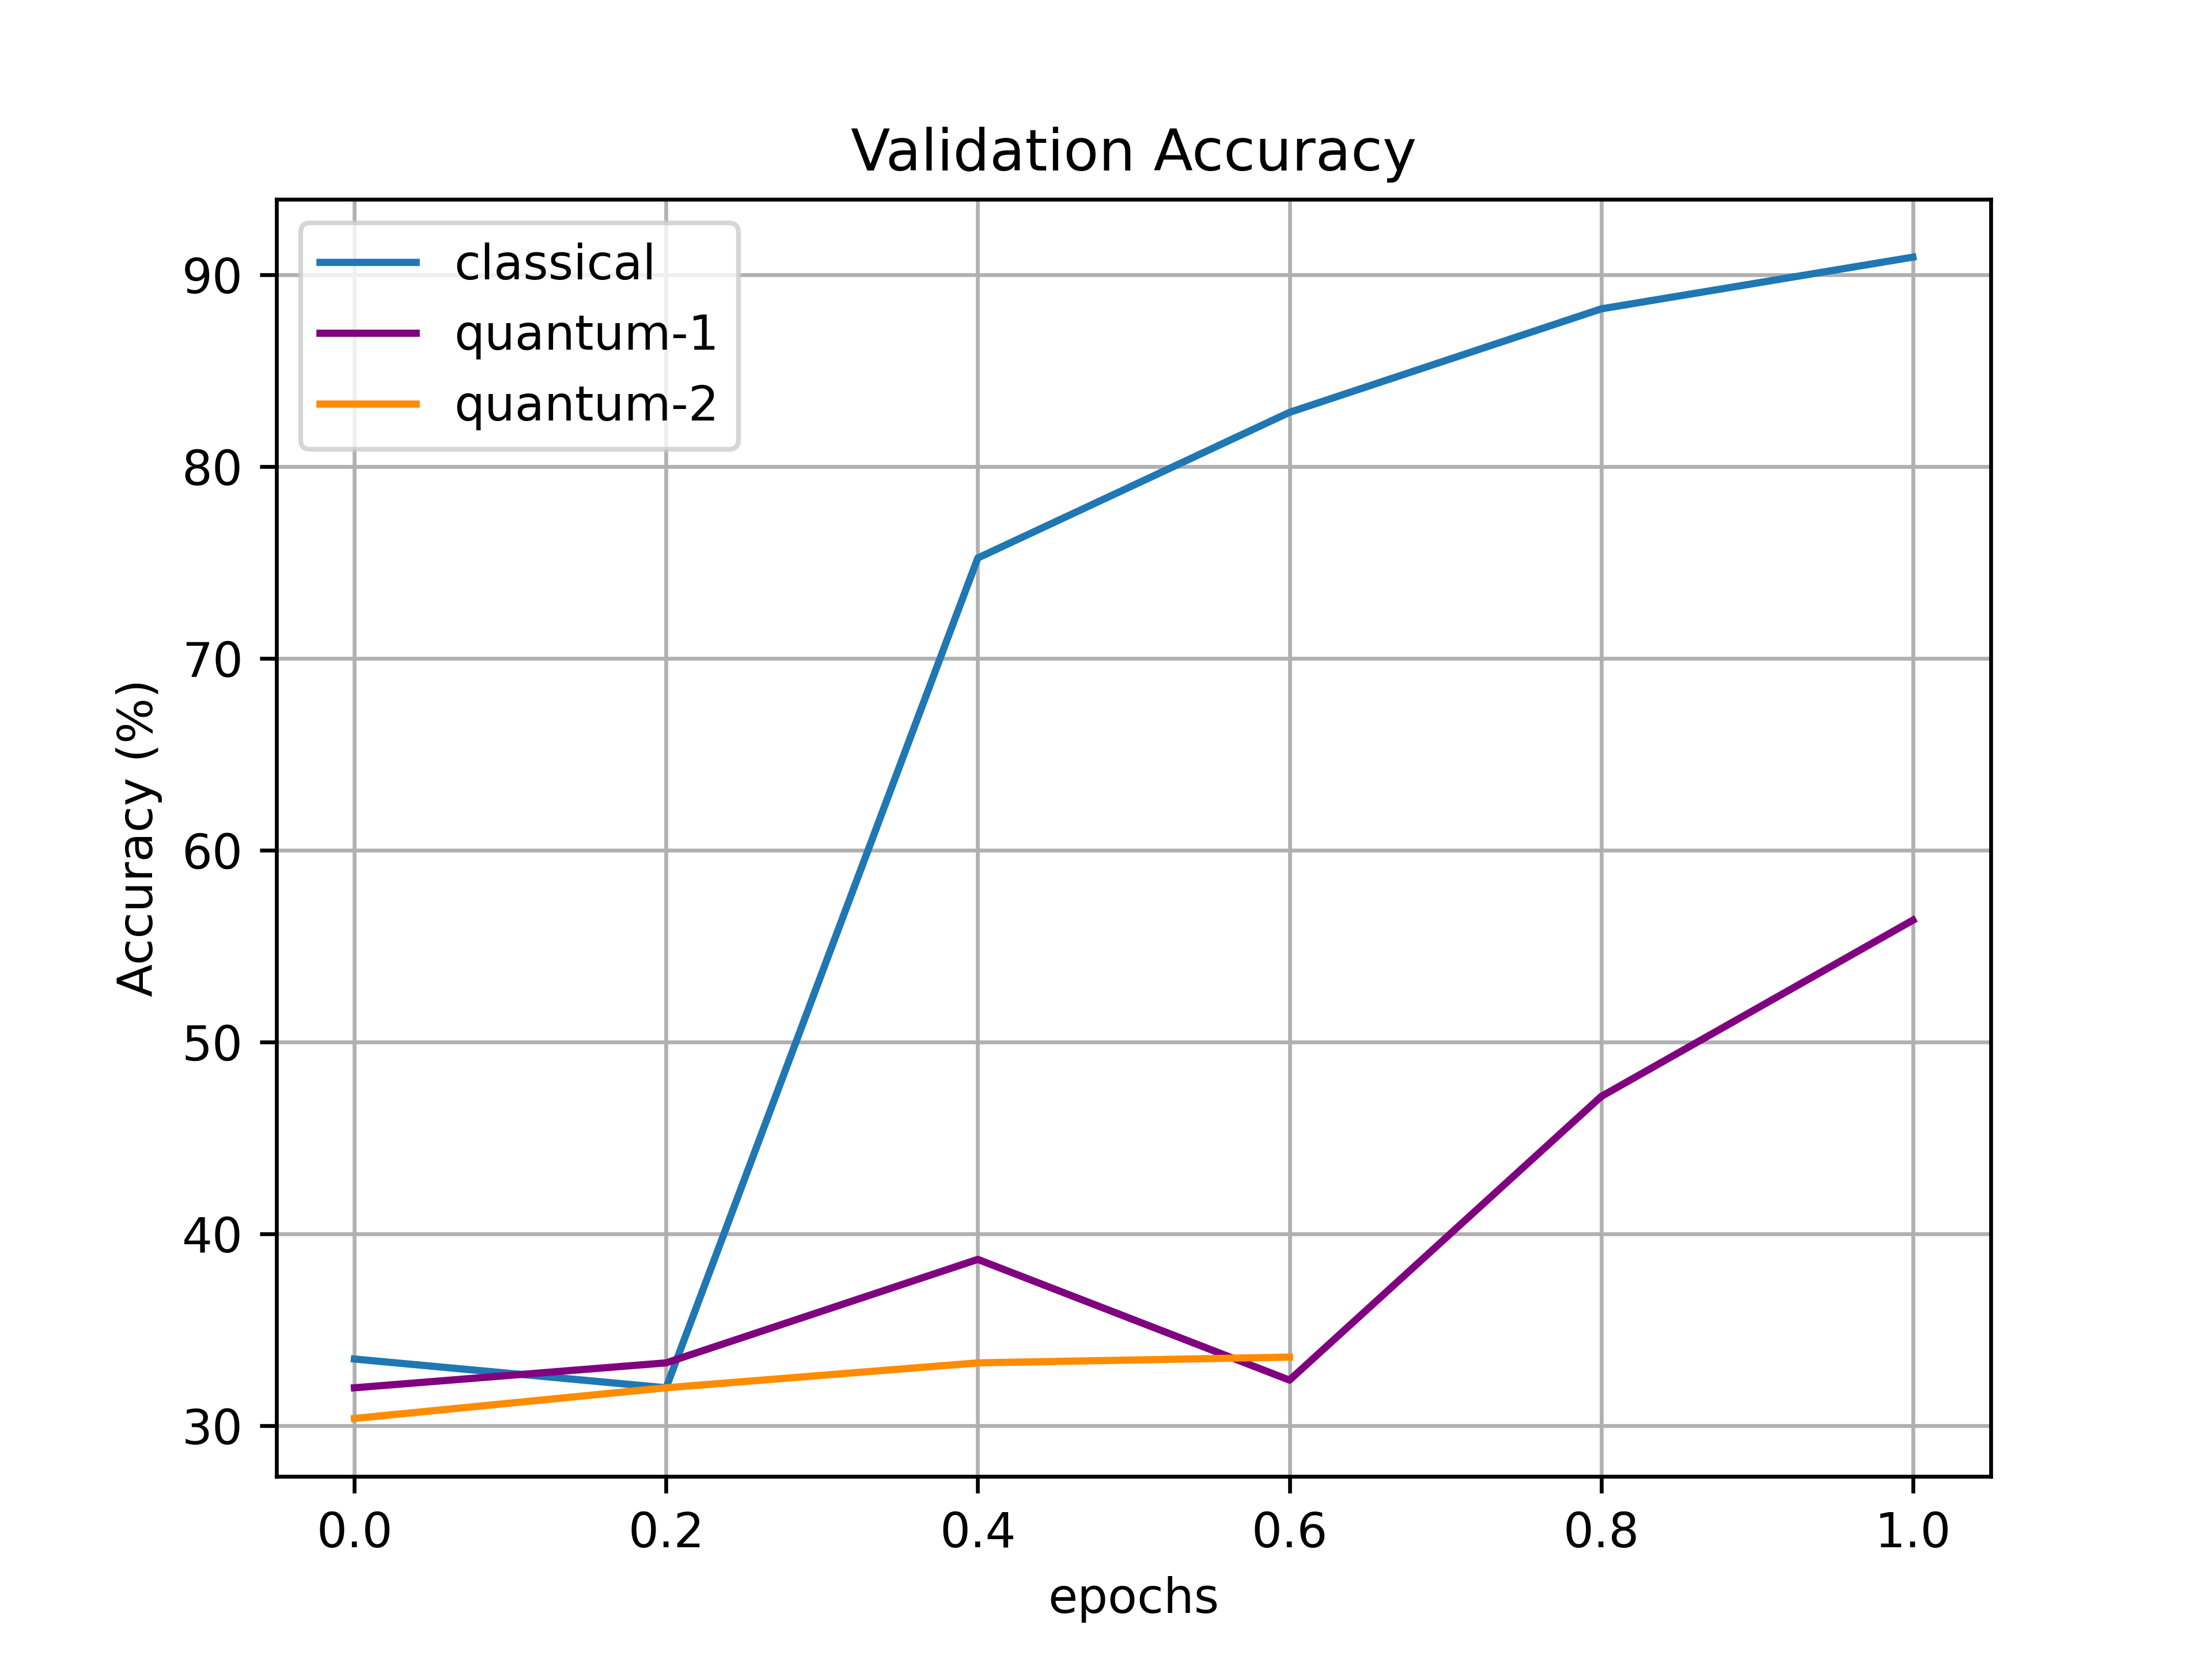 Validation Accuracy
classical
quantum-1
quantum-2
90
80
70
60
50
40
30
Accuracy (%)
0.0 0.2 0.4 0.6 0.8 1.0
epochs